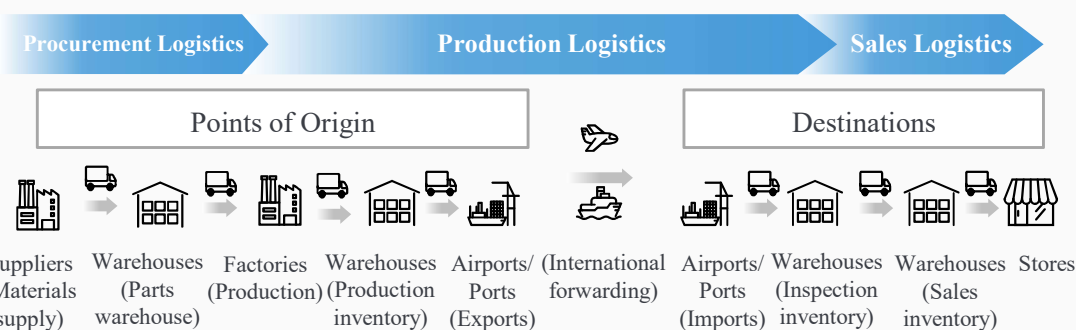 Procurement Logistics
Production Logistics
Sales Logistics
Points of Origin
Destinations
uppliers
Materials
supply)
Warehouses
(Parts
warehouse)
Factories
(Production)
Warehouses
(Production
inventory)
Airports/
Ports
(Exports)
(International
forwarding)
Airports/
Ports
(Imports)
Warehouses
(Inspection
inventory)
Warehouses
(Sales
inventory)
Stores